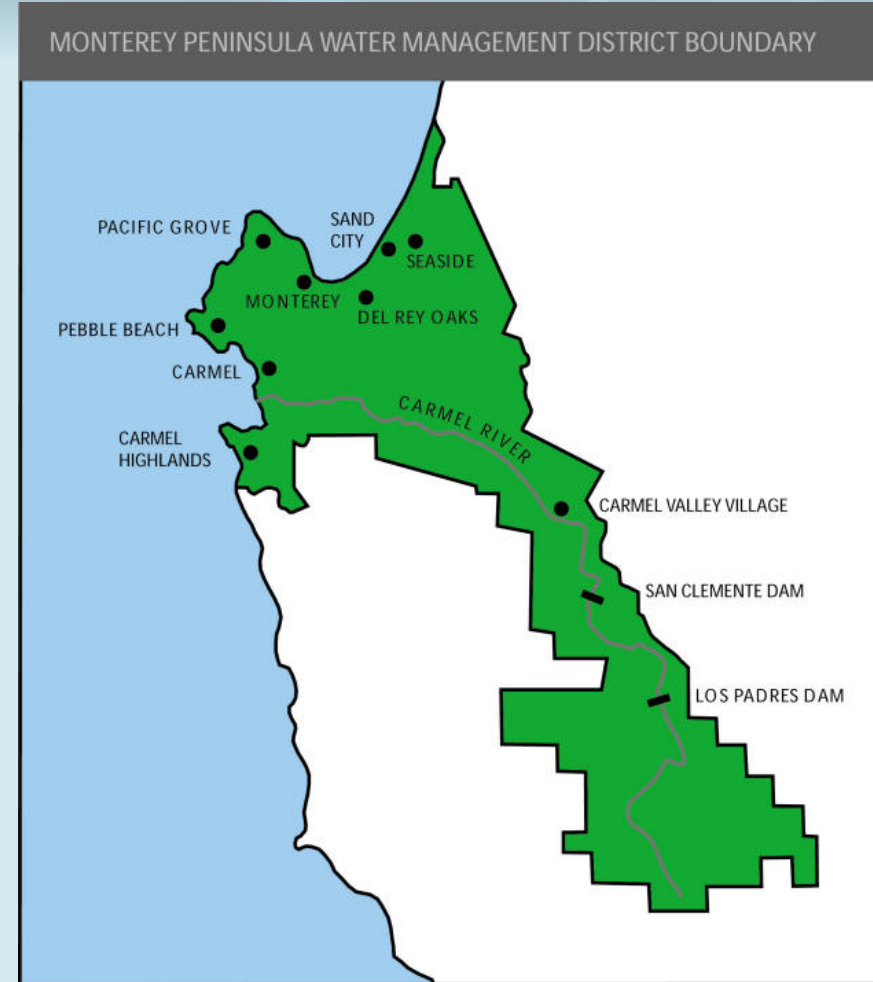 MONTEREY PENINSULA WATER MANAGEMENT DISTRICT BOUNDARY
PACIFIC GROVE
SAND
CITY
SEASIDE
MONTEREY
DEL REY OAKS
PEBBLE BEACH
CARMEL
CARMEL RIVER
CARMEL
HIGHLANDS
CARMEL VALLEY VILLAGE
SAN CLEMENTE DAM
LOS PADRES DAM